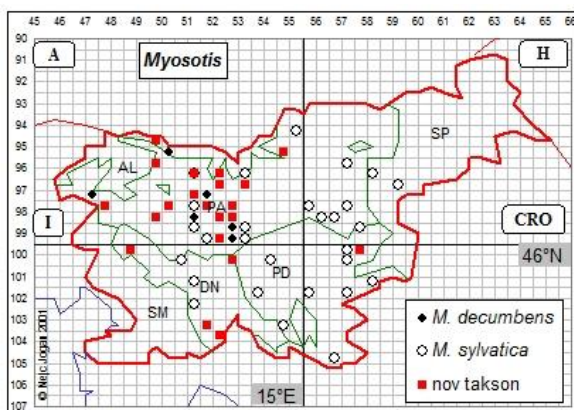 45 46 47 48 49 50 51 52 53 54 55 56 57 58 59 60 61 62 63 64 65 66
90
91
92
93
94
95
96
97
98
99
100
101
102
103
104
105
106
107
A
Myosotis
H
SP
AL
PA
I
CRO
46°N
PD
DN
SM
M. decumbens
M. sylvatica
nov takson
15°E
© Nejc Jogan 2001